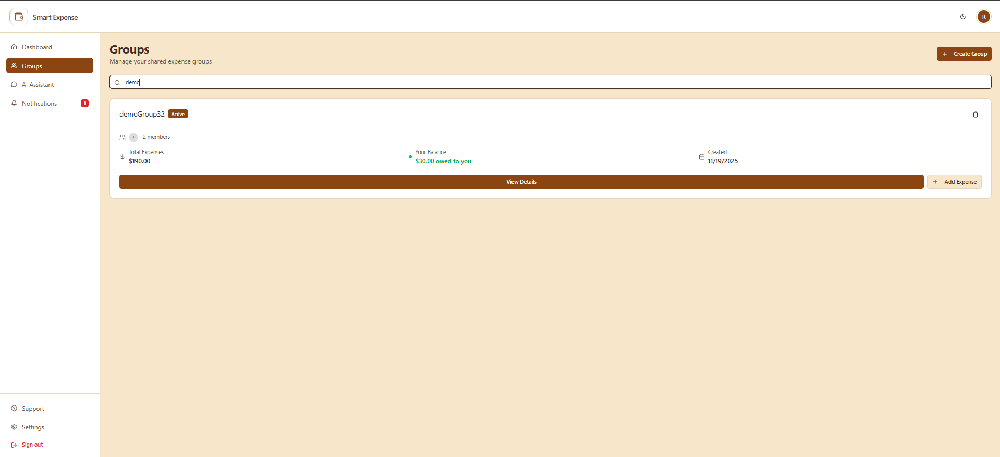 Smart Expense
R
Dashboard
Groups
AI Assistant
Notifications 1
Support
Settings
Sign out
Groups
Manage your shared expense groups
+ Create Group
demo
demoGroup32 Active
J 2 members
Total Expenses
$190.00
Your Balance
$30.00 owed to you
Created
11/19/2025
View Details
+ Add Expense